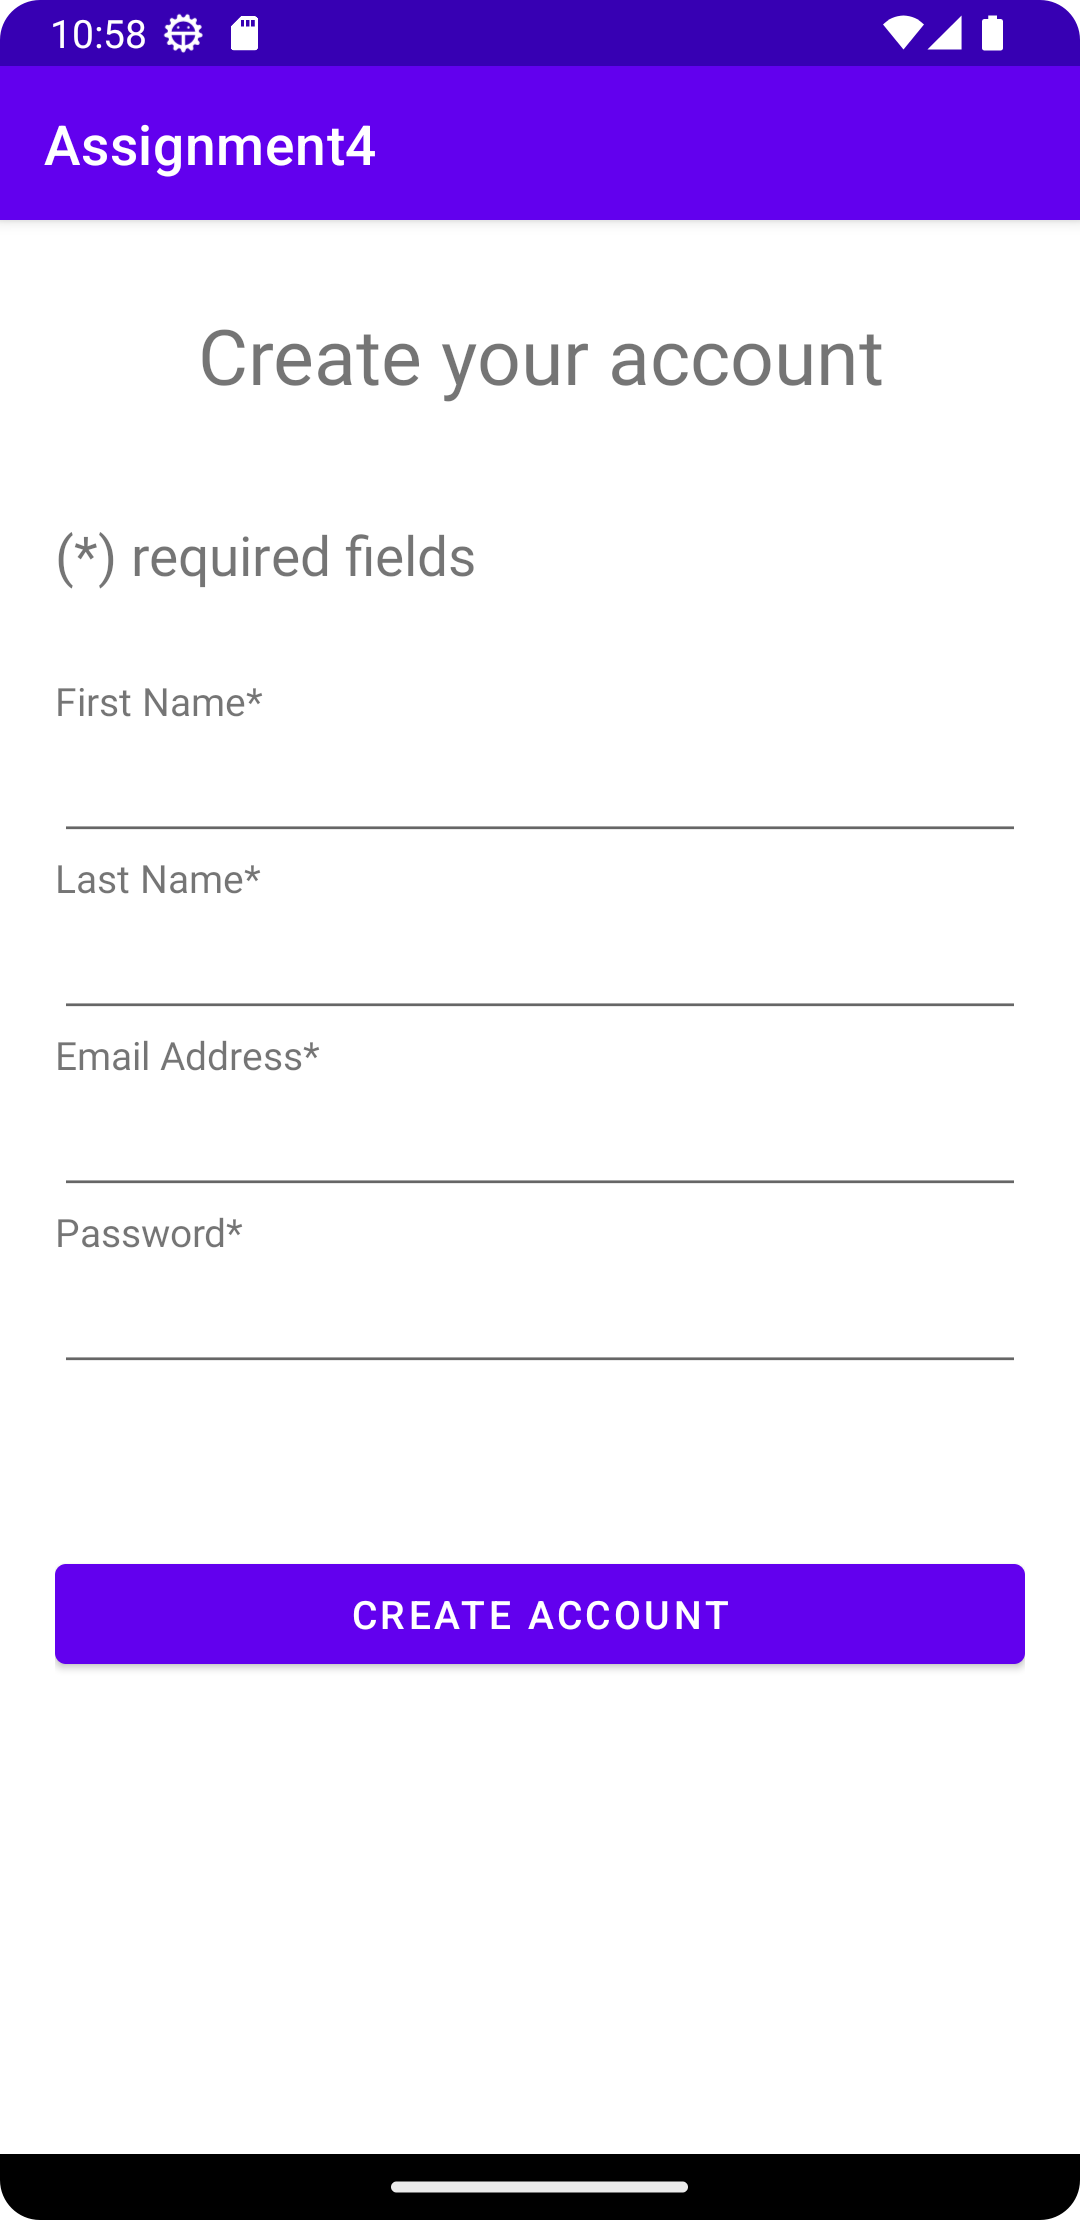 10:58
Assignment4
Create your account
(*) required fields
First Name*
Last Name*
Email Address*
Password*
CREATE ACCOUNT